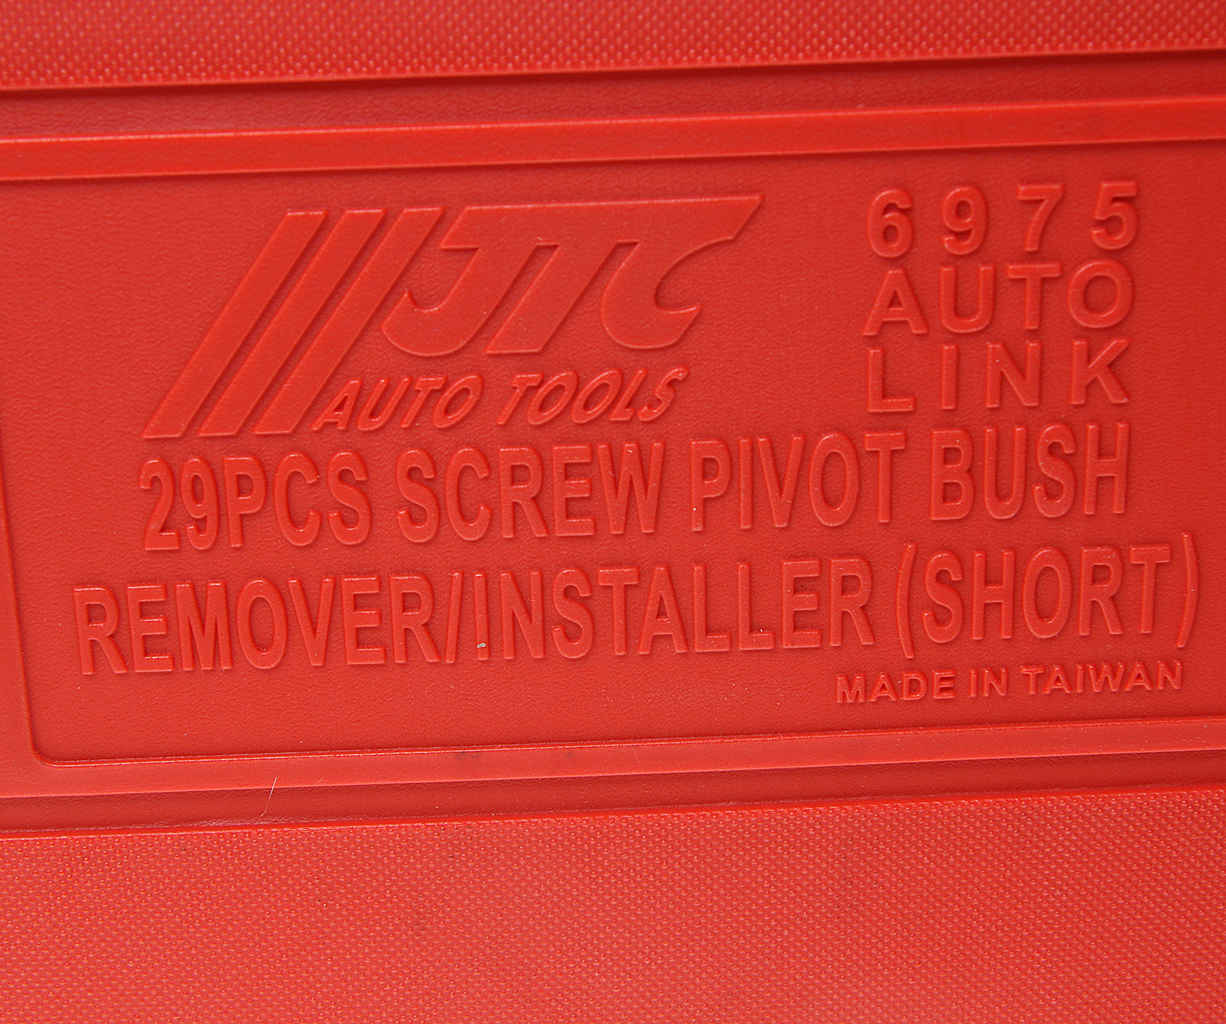 JTC
AUTO TOOLS
6975
AUTO
LINK
29PCS SCREW PIVOT BUSH
REMOVER/INSTALLER (SHORT)
MADE IN TAIWAN